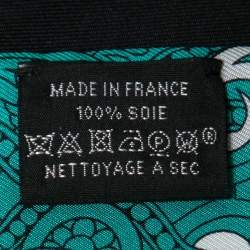 MADE IN FRANCE
100% SOIE
NETTOYAGE A SEC